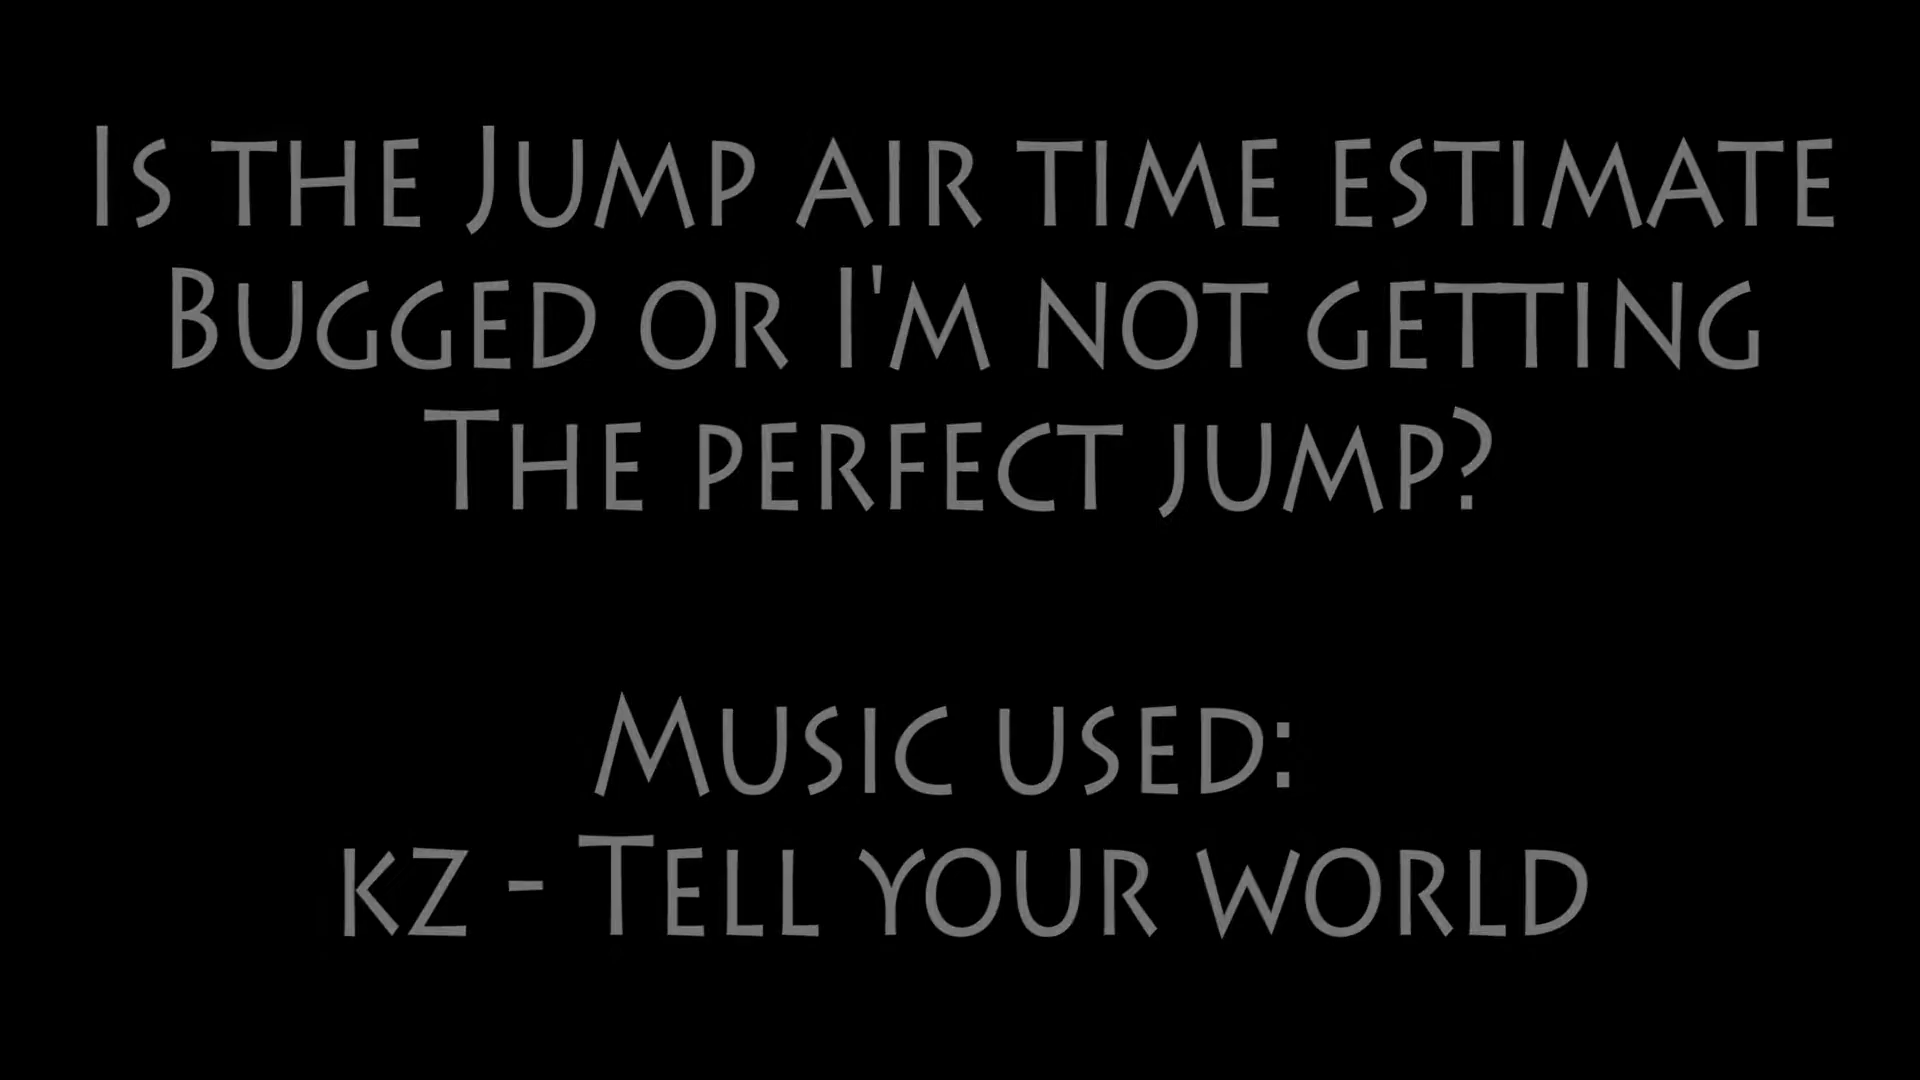 Is the Jump air time estimate
Bugged or I'm not getting
The perfect jump?
Music used:
kz - Tell your world